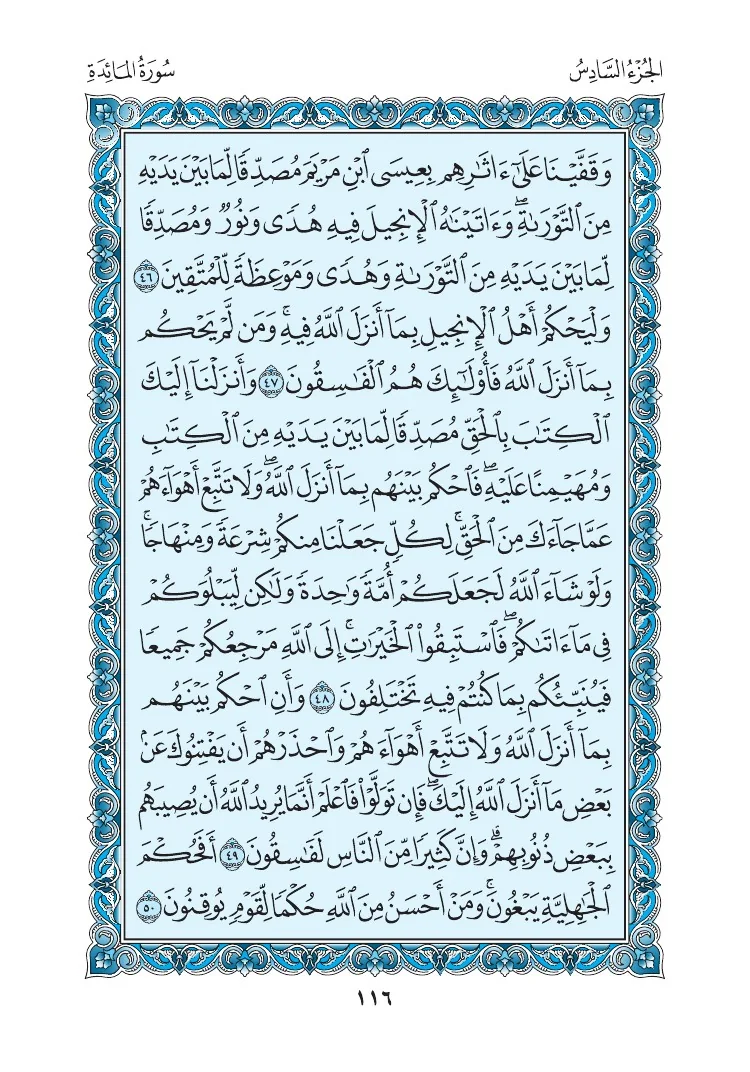 الجُزْءُ السَّادِسُ
سُورَةُ المَائِدَةِ
وَقَفَّيْنَا عَلَىٰٓ ءَاثَٰرِهِم بِعِيسَى ٱبْنِ مَرْيَمَ مُصَدِّقًا لِّمَا بَيْنَ يَدَيْهِ
مِنَ ٱلتَّوْرَىٰةِۖ وَءَاتَيْنَٰهُ ٱلْإِنجِيلَ فِيهِ هُدًى وَنُورٌ وَمُصَدِّقًا
لِّمَا بَيْنَ يَدَيْهِ مِنَ ٱلتَّوْرَىٰةِ وَهُدًى وَمَوْعِظَةً لِّلْمُتَّقِينَ ٤٦
وَلْيَحْكُمْ أَهْلُ ٱلْإِنجِيلِ بِمَآ أَنزَلَ ٱللَّهُ فِيهِۚ وَمَن لَّمْ يَحْكُم
بِمَآ أَنزَلَ ٱللَّهُ فَأُو۟لَٰٓئِكَ هُمُ ٱلْفَٰسِقُونَ ٤٧ وَأَنزَلْنَآ إِلَيْكَ
ٱلْكِتَٰبَ بِٱلْحَقِّ مُصَدِّقًا لِّمَا بَيْنَ يَدَيْهِ مِنَ ٱلْكِتَٰبِ
وَمُهَيْمِنًا عَلَيْهِۖ فَٱحْكُم بَيْنَهُم بِمَآ أَنزَلَ ٱللَّهُۖ وَلَا تَتَّبِعْ أَهْوَآءَهُمْ
عَمَّا جَآءَكَ مِنَ ٱلْحَقِّۚ لِكُلٍّ جَعَلْنَا مِنكُمْ شِرْعَةً وَمِنْهَاجًاۚ
وَلَوْ شَآءَ ٱللَّهُ لَجَعَلَكُمْ أُمَّةً وَٰحِدَةً وَلَٰكِن لِّيَبْلُوَكُمْ
فِى مَآ ءَاتَىٰكُمْۖ فَٱسْتَبِقُوا۟ ٱلْخَيْرَٰتِۚ إِلَى ٱللَّهِ مَرْجِعُكُمْ جَمِيعًا
فَيُنَبِّئُكُم بِمَا كُنتُمْ فِيهِ تَخْتَلِفُونَ ٤٨ وَأَنِ ٱحْكُم بَيْنَهُم
بِمَآ أَنزَلَ ٱللَّهُ وَلَا تَتَّبِعْ أَهْوَآءَهُمْ وَٱحْذَرْهُمْ أَن يَفْتِنُوكَ عَنۢ
بَعْضِ مَآ أَنزَلَ ٱللَّهُ إِلَيْكَۖ فَإِن تَوَلَّوْا۟ فَٱعْلَمْ أَنَّمَا يُرِيدُ ٱللَّهُ أَن يُصِيبَهُم
بِبَعْضِ ذُنُوبِهِمْۗ وَإِنَّ كَثِيرًا مِّنَ ٱلنَّاسِ لَفَٰسِقُونَ ٤٩ أَفَحُكْمَ
ٱلْجَٰهِلِيَّةِ يَبْغُونَۚ وَمَنْ أَحْسَنُ مِنَ ٱللَّهِ حُكْمًا لِّقَوْمٍ يُوقِنُونَ ٥٠
١١٦